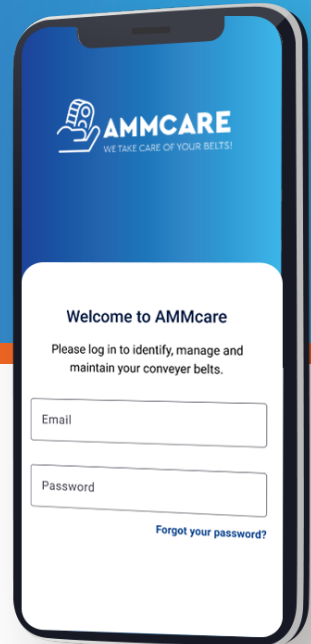 AMMCARE
WE TAKE CARE OF YOUR BELTS!
Welcome to AMMcare
Please log in to identify, manage and
maintain your conveyer belts.
Email
Password
Forgot your password?